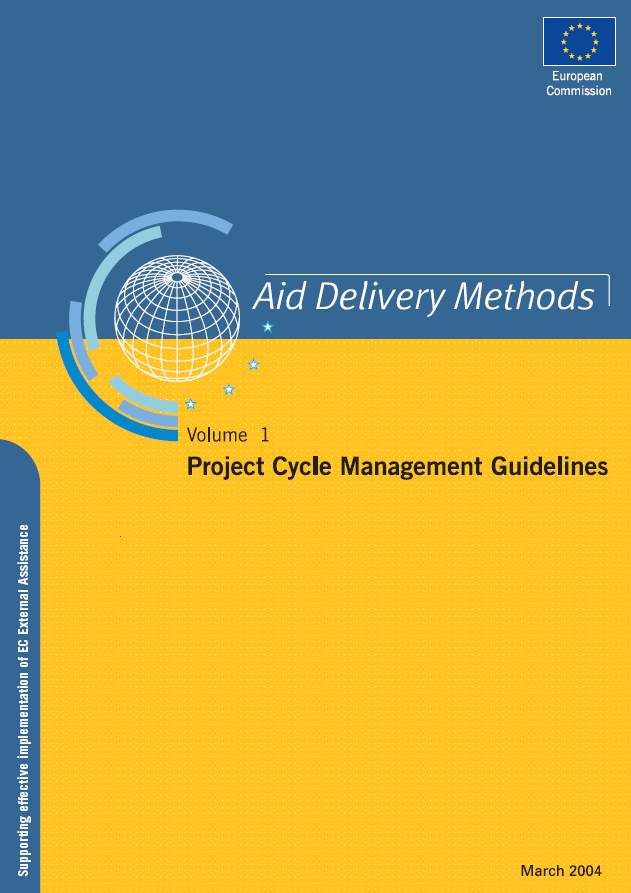 European
Commission
Aid Delivery Methods
Volume 1
Project Cycle Management Guidelines
Supporting effective implementation of EC External Assistance
March 2004